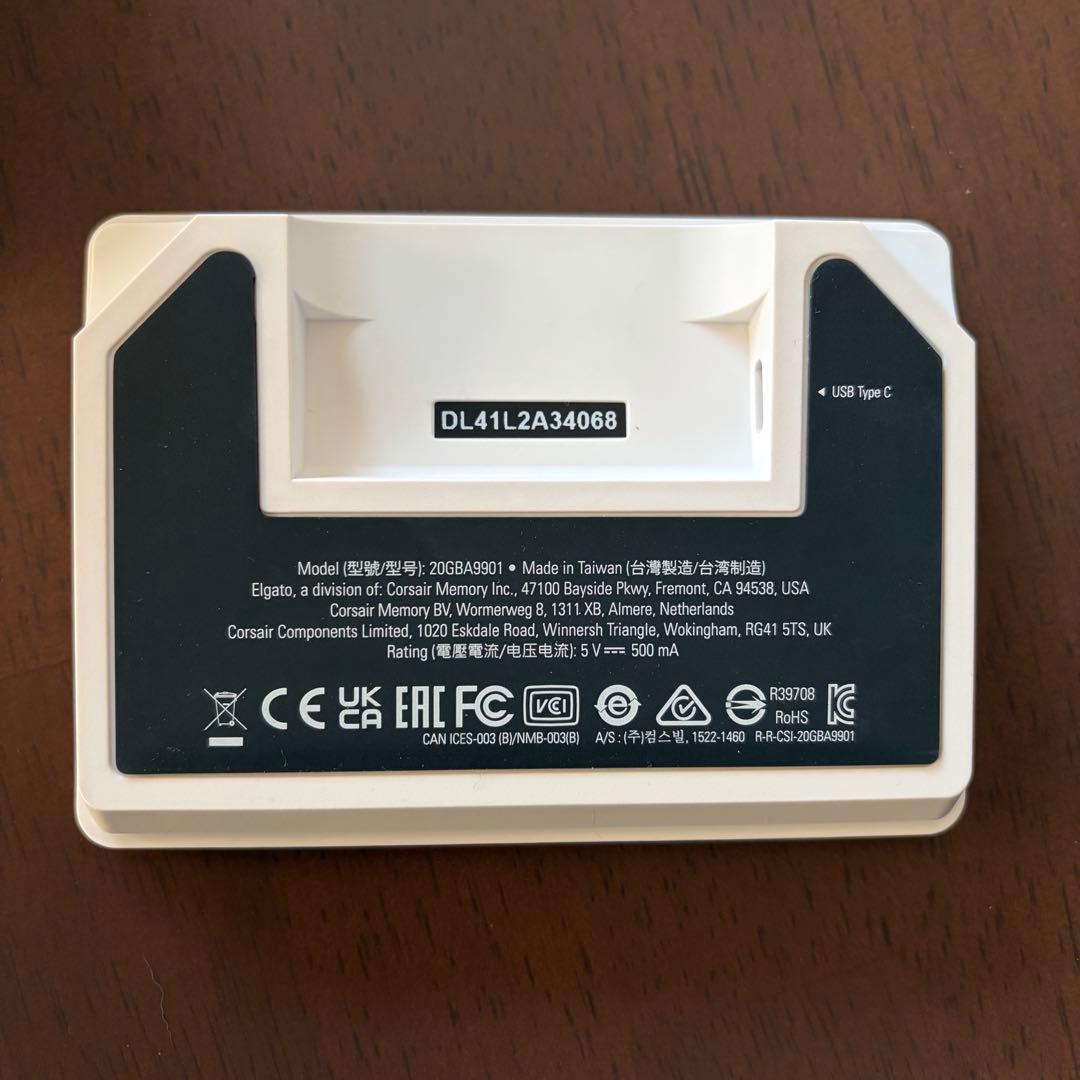 USB Type C
DL41L2A34068
Model (型號/型号): 20GBA9901 • Made in Taiwan (台灣製造/台湾制造)
Elgato, a division of: Corsair Memory Inc., 47100 Bayside Pkwy, Fremont, CA 94538, USA
Corsair Memory BV, Wormerweg 8, 1311 XB, Almere, Netherlands
Corsair Components Limited, 1020 Eskdale Road, Winnersh Triangle, Wokingham, RG41 5TS, UK
Rating (電壓電流/电压电流): 5 V⎓ 500 mA
CE UK CA EAC FC VCI R39708 RoHS
CAN ICES-003 (B)/NMB-003(B) A/S : (주)컴스빌, 1522-1460 R-R-CSI-20GBA9901